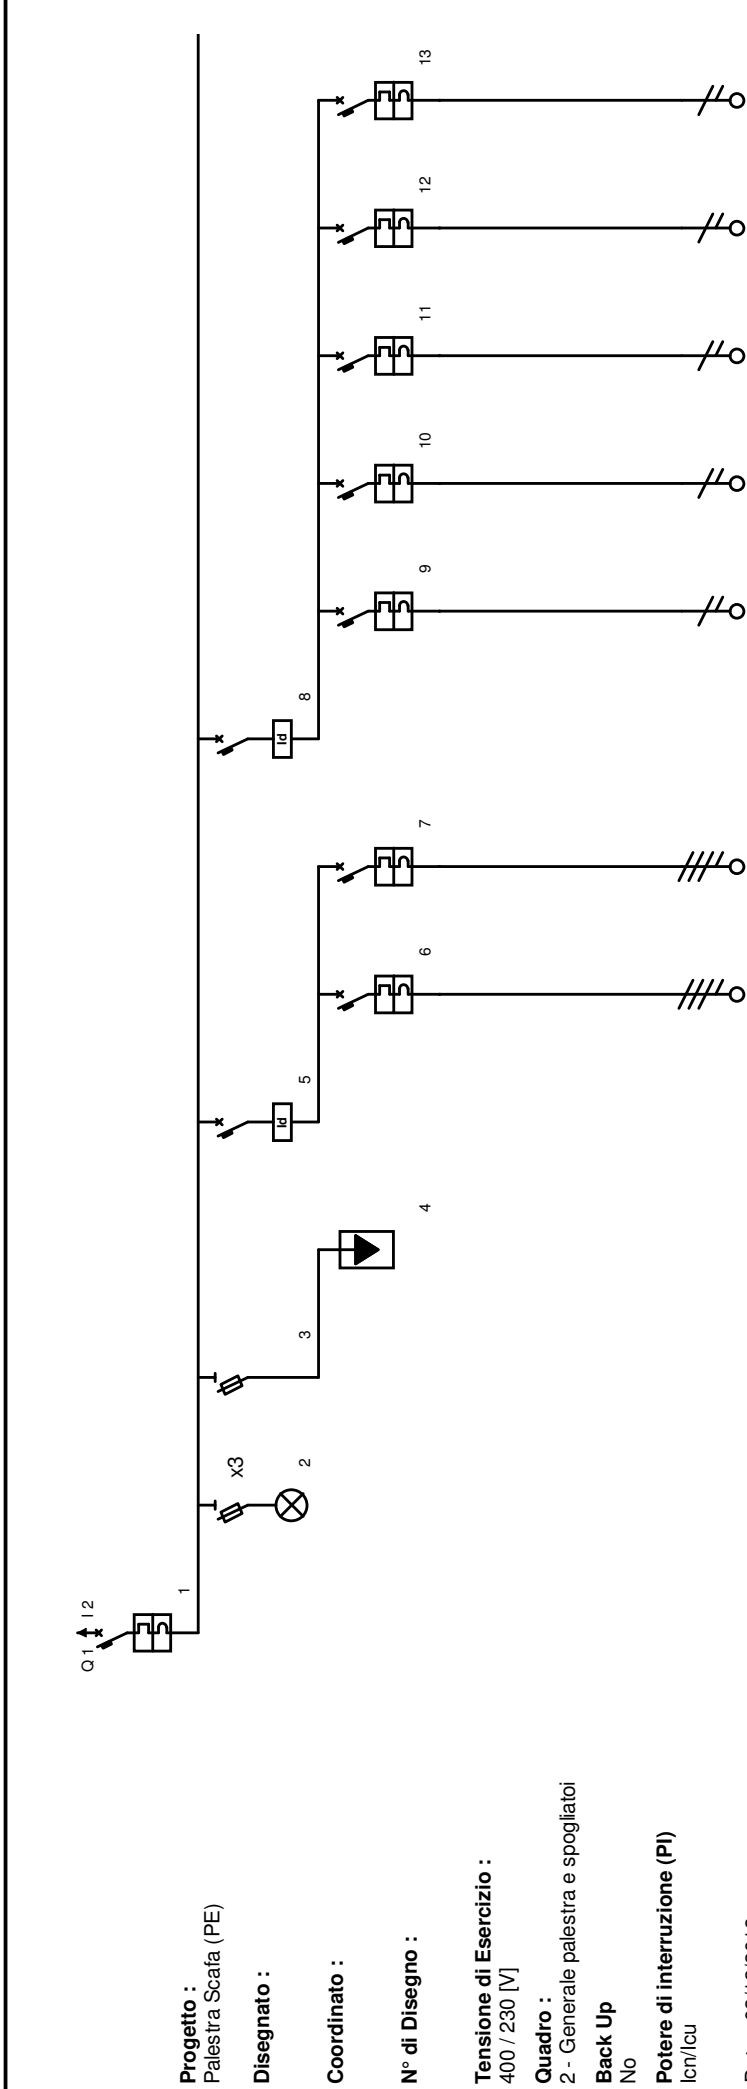 Progetto :
Palestra Scafa (PE)
Disegnato :
Coordinato :
N° di Disegno :
Tensione di Esercizio :
400 / 230 [V]
Quadro :
2 - Generale palestra e spogliatoi
Back Up
No
Potere di interruzione (PI)
Icn/Icu
Q1 I2
1
x3
2
3
4
Id
5
6
7
Id
8
9
10
11
12
13